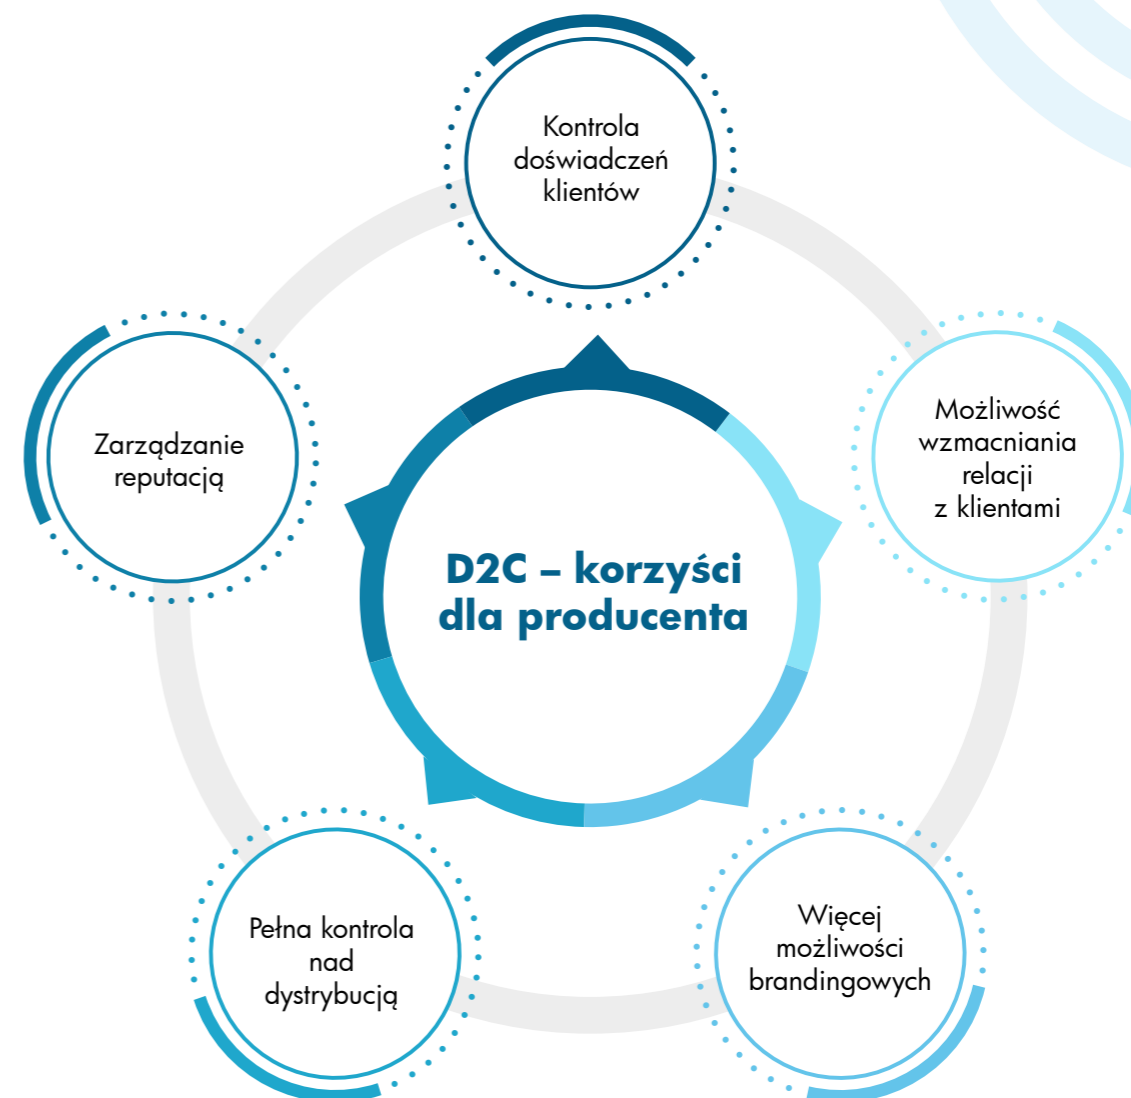 Kontrola
doświadczeń
klientów
Możliwość
wzmacniania
relacji
z klientami
Zarządzanie
reputacją
D2C – korzyści
dla producenta
Więcej
możliwości
brandingowych
Pełna kontrola
nad
dystrybucją